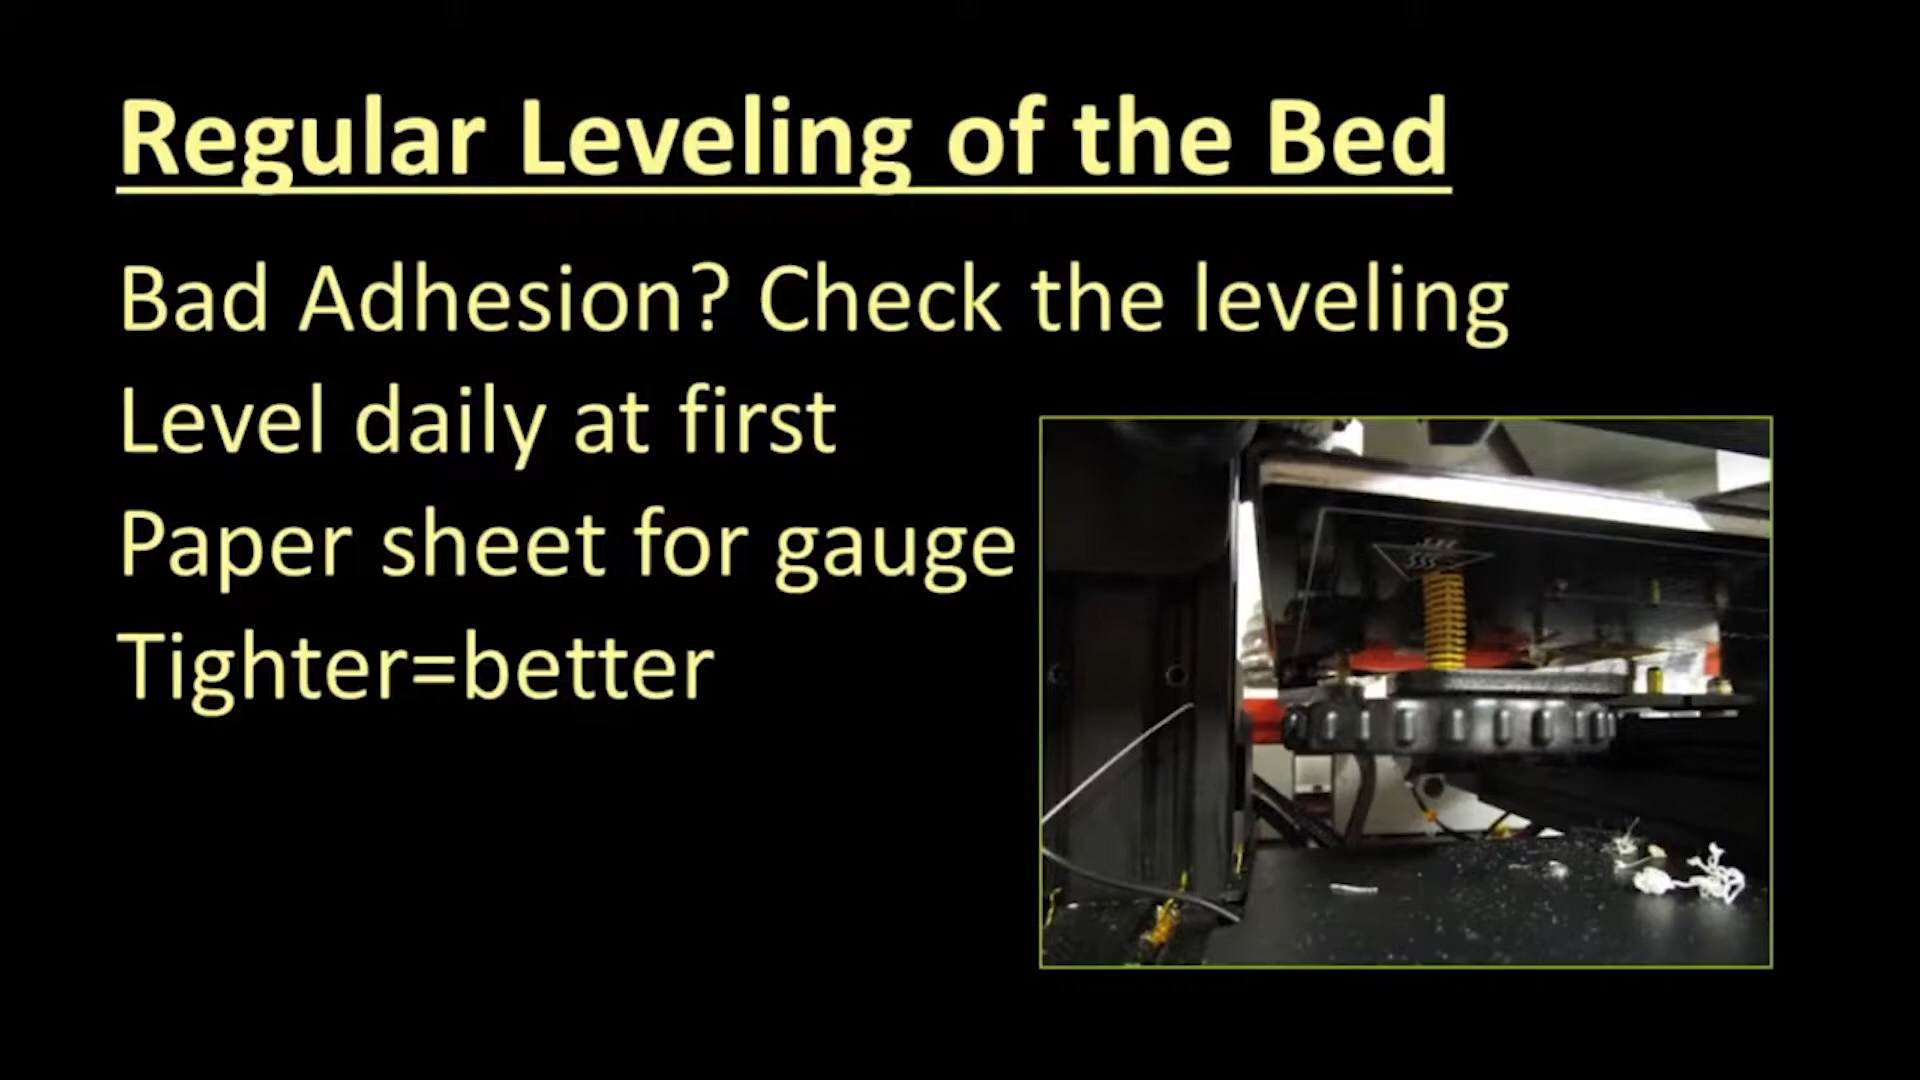 Regular Leveling of the Bed
Bad Adhesion? Check the leveling
Level daily at first
Paper sheet for gauge
Tighter=better